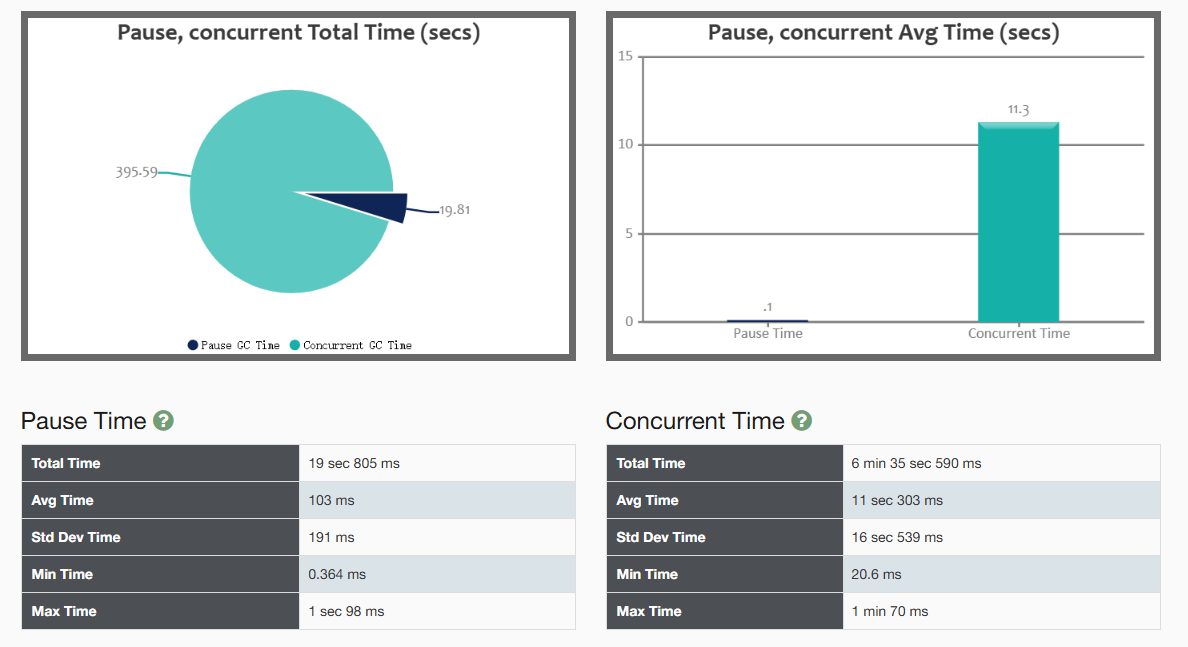 Pause, concurrent Total Time (secs)
395.59
19.81
Pause GC Time
Concurrent GC Time
Pause, concurrent Avg Time (secs)
15
10
5
0
.1
11.3
Pause Time
Concurrent Time
Pause Time ?
Total Time 19 sec 805 ms
Avg Time 103 ms
Std Dev Time 191 ms
Min Time 0.364 ms
Max Time 1 sec 98 ms
Concurrent Time ?
Total Time 6 min 35 sec 590 ms
Avg Time 11 sec 303 ms
Std Dev Time 16 sec 539 ms
Min Time 20.6 ms
Max Time 1 min 70 ms